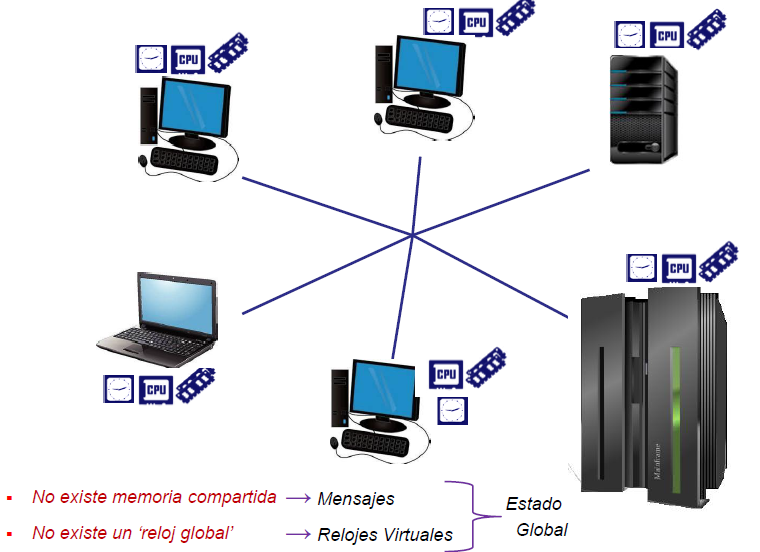 CPU
CPU
CPU
CPU
CPU
CPU
Mainframe
▪ No existe memoria compartida → Mensajes
▪ No existe un ‘reloj global’ → Relojes Virtuales
Estado
Global